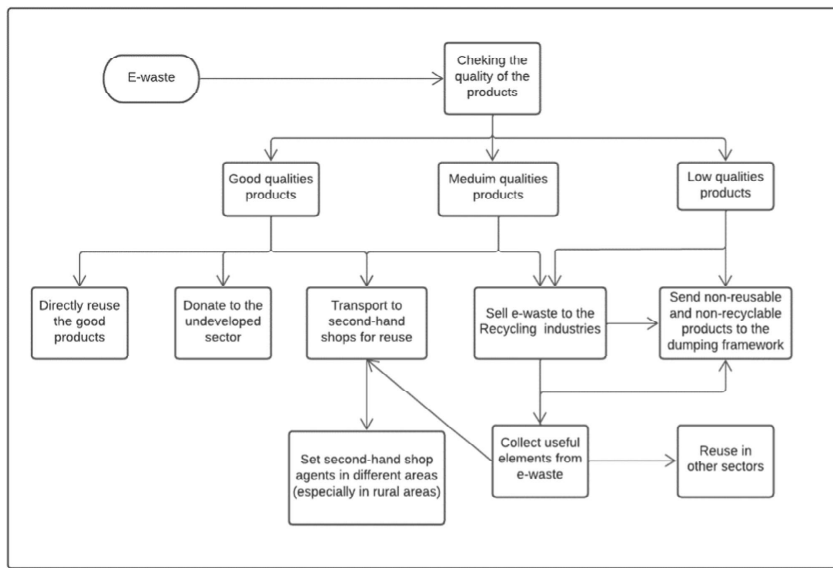 E-waste
Cheking the
quality of the
products
Good qualities
products
Meduim qualities
products
Low qualities
products
Directly reuse
the good
products
Donate to the
undeveloped
sector
Transport to
second-hand
shops for reuse
Sell e-waste to the
Recycling industries
Send non-reusable
and non-recyclable
products to the
dumping framework
Set second-hand shop
agents in different areas
(especially in rural areas)
Collect useful
elements from
e-waste
Reuse in
other sectors